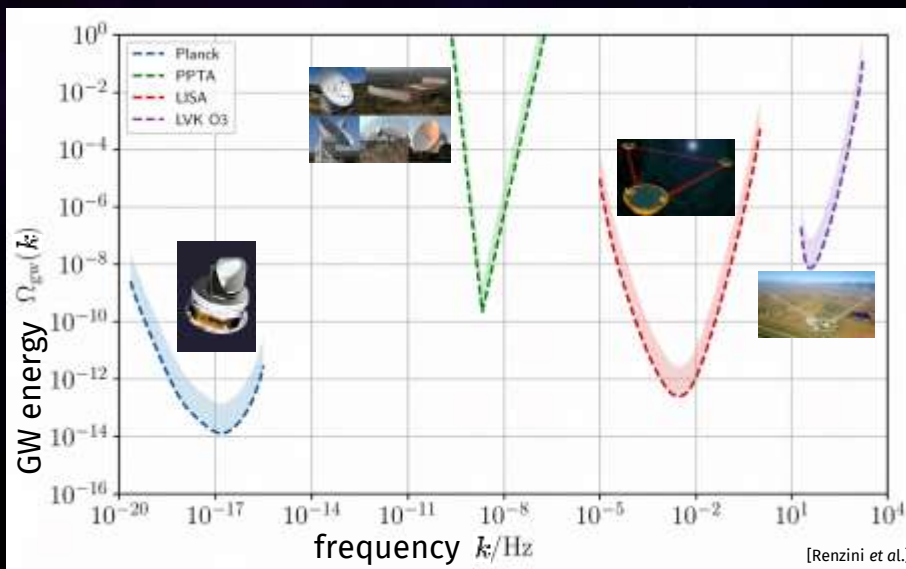 10^0
10^-2
10^-4
10^-6
10^-8
10^-10
10^-12
10^-14
10^-16
GW energy Ω_gw(k)
Planck
PPTA
LISA
LVK O3
10^-20 10^-17 10^-14 10^-11 10^-8 10^-5 10^-2 10^1 10^4
frequency k/Hz
[Renzini et al.]